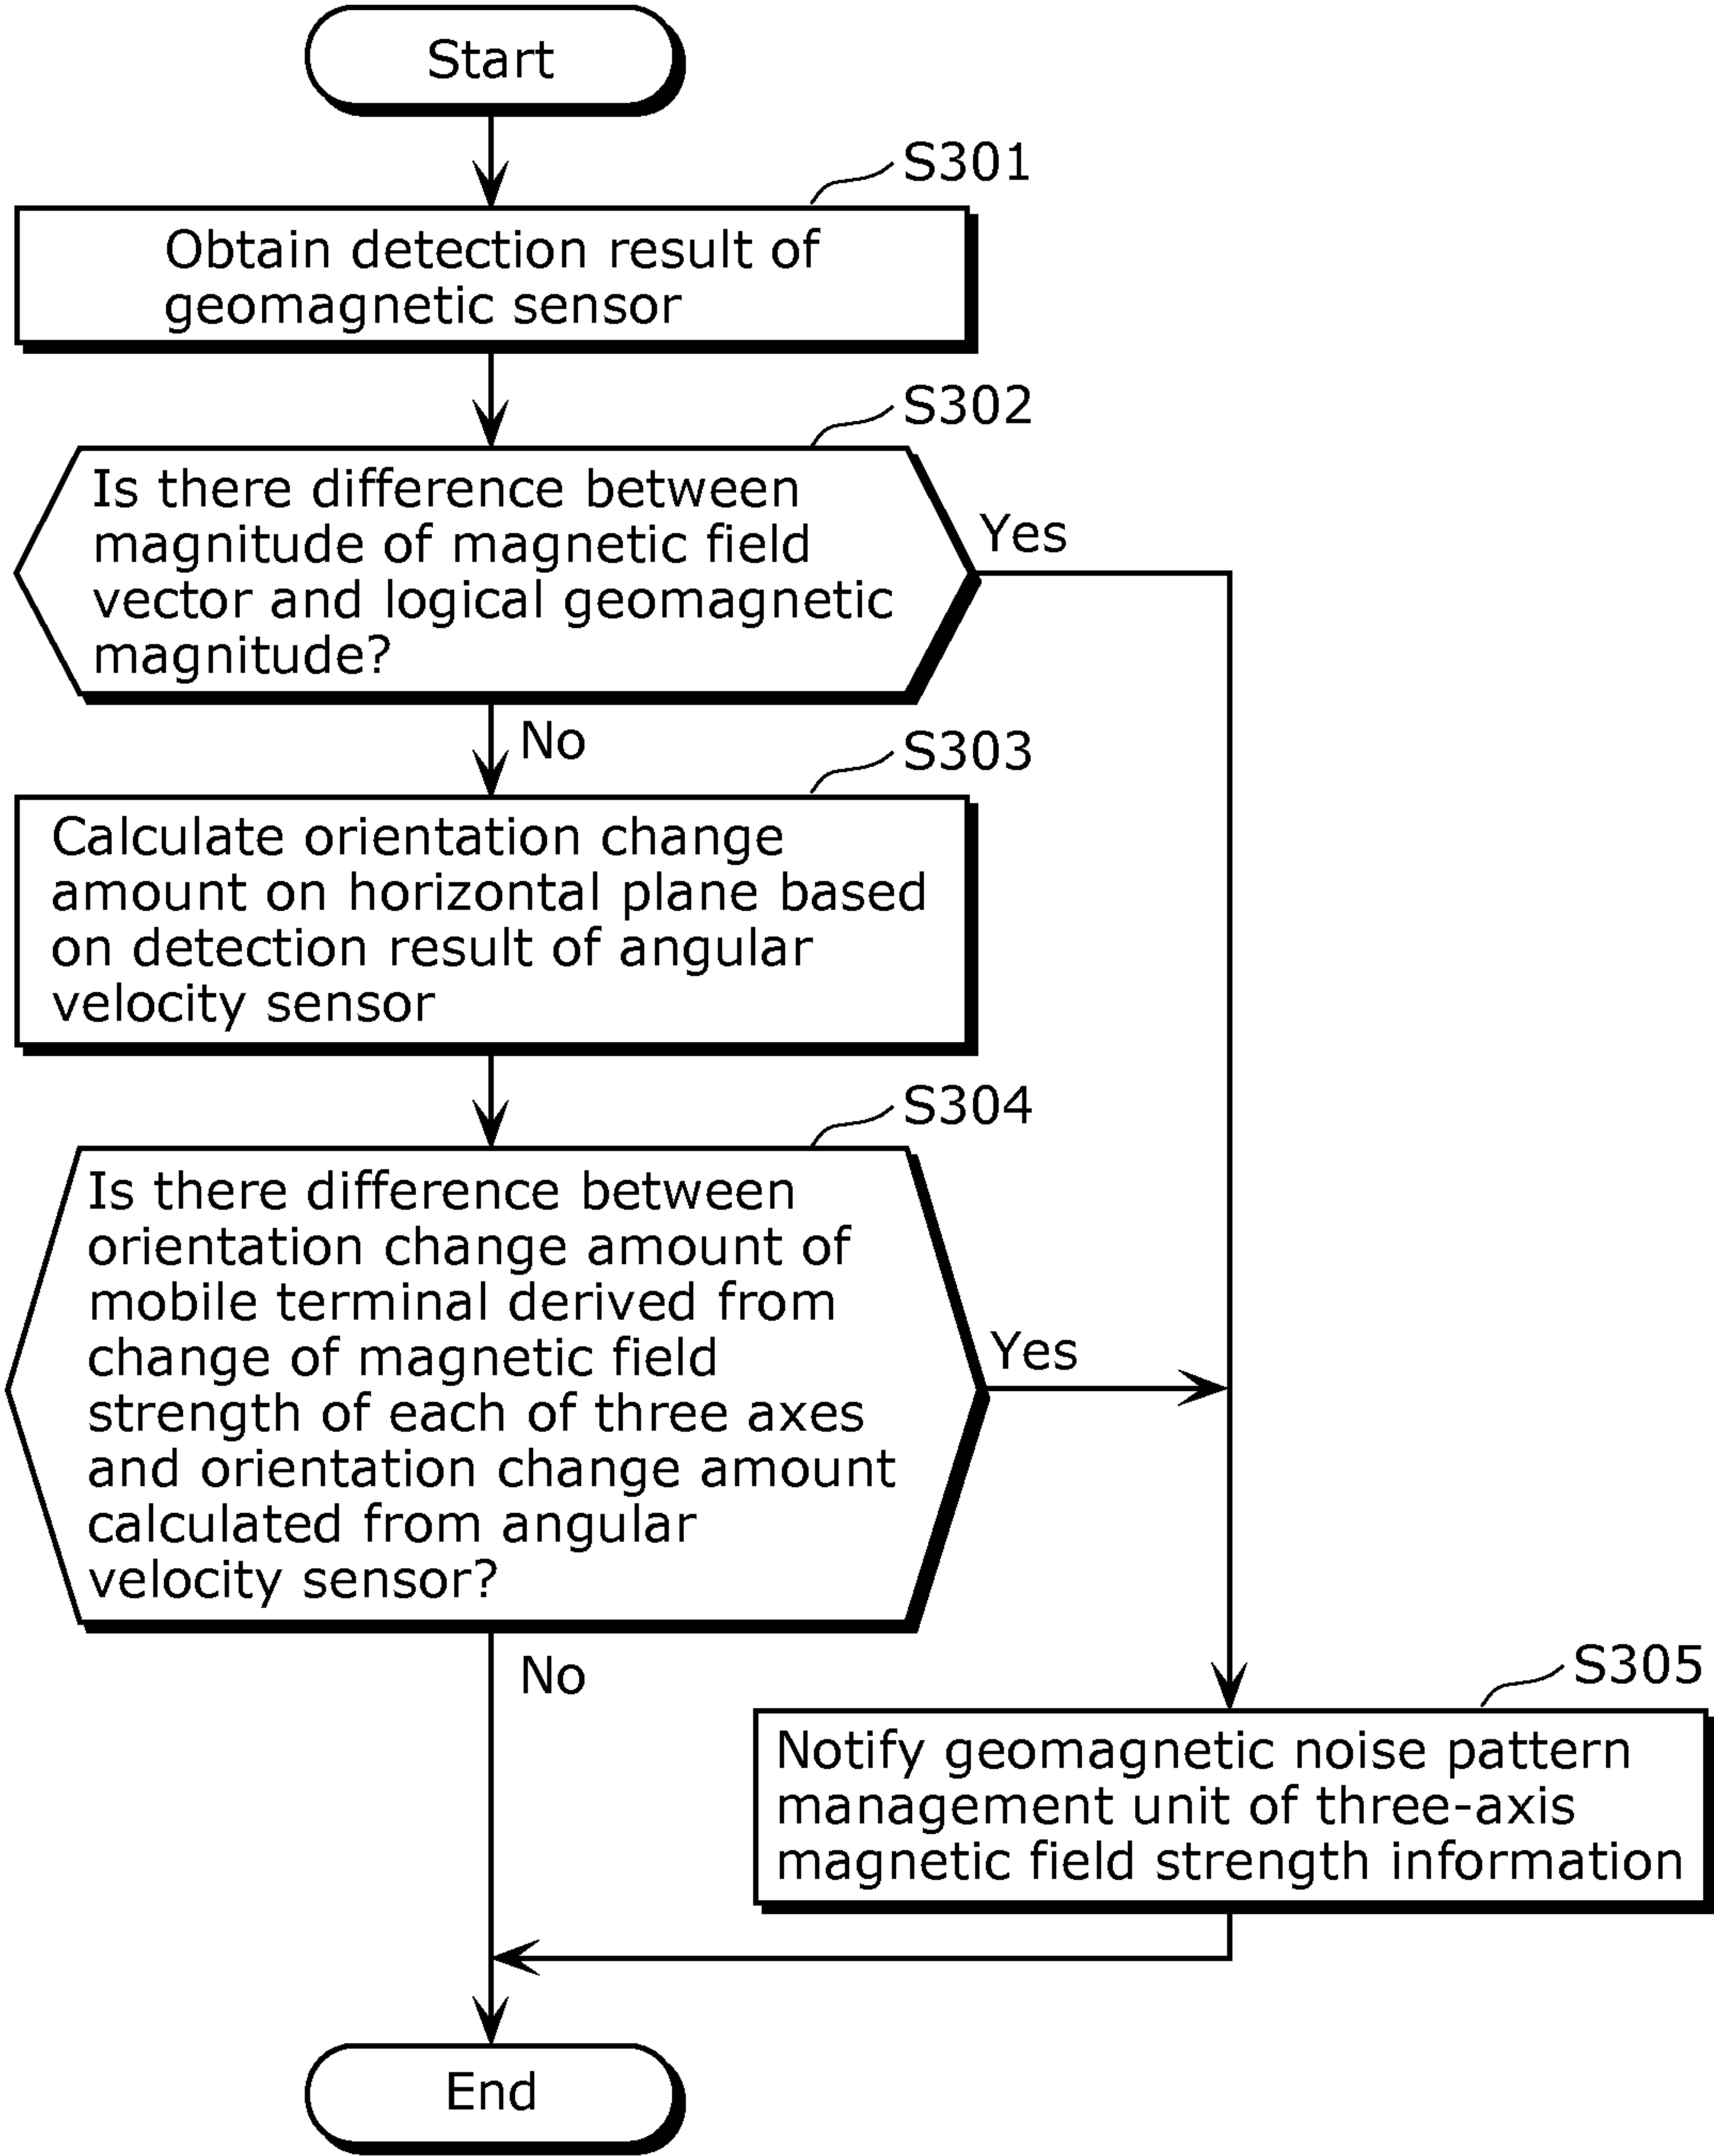 Start
S301
Obtain detection result of
geomagnetic sensor
S302
Is there difference between
magnitude of magnetic field
vector and logical geomagnetic
magnitude?
Yes
No
S303
Calculate orientation change
amount on horizontal plane based
on detection result of angular
velocity sensor
S304
Is there difference between
orientation change amount of
mobile terminal derived from
change of magnetic field
strength of each of three axes
and orientation change amount
calculated from angular
velocity sensor?
Yes
No
S305
Notify geomagnetic noise pattern
management unit of three-axis
magnetic field strength information
End